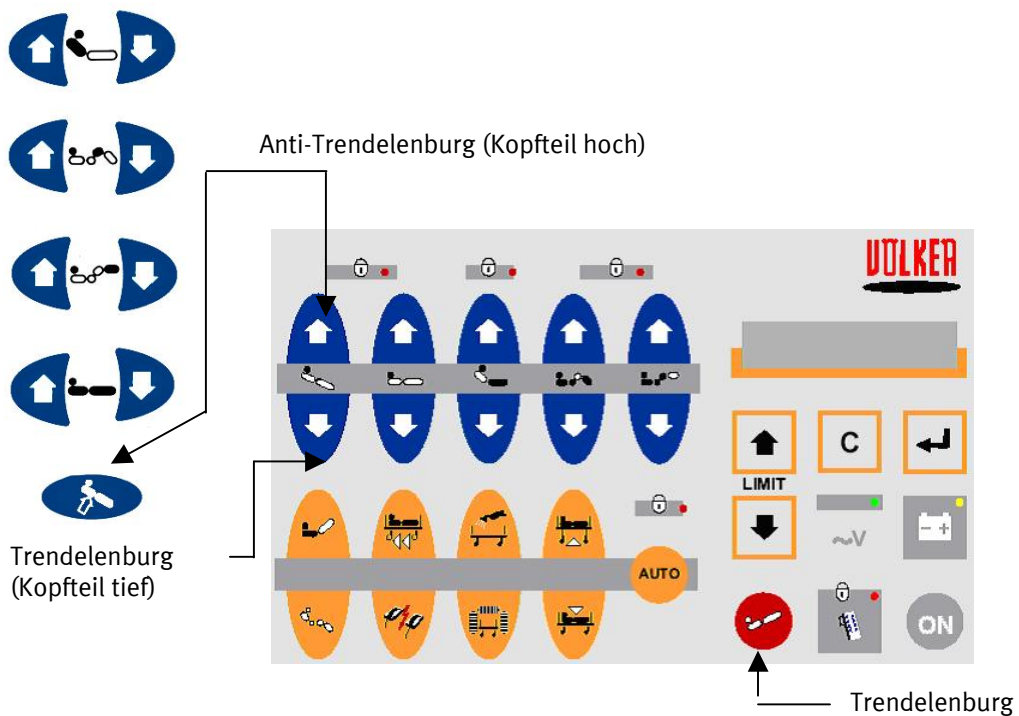 Anti-Trendelenburg (Kopfteil hoch)
VÖLKER
C
LIMIT
~V
- +
Trendelenburg
(Kopfteil tief)
AUTO
ON
Trendelenburg